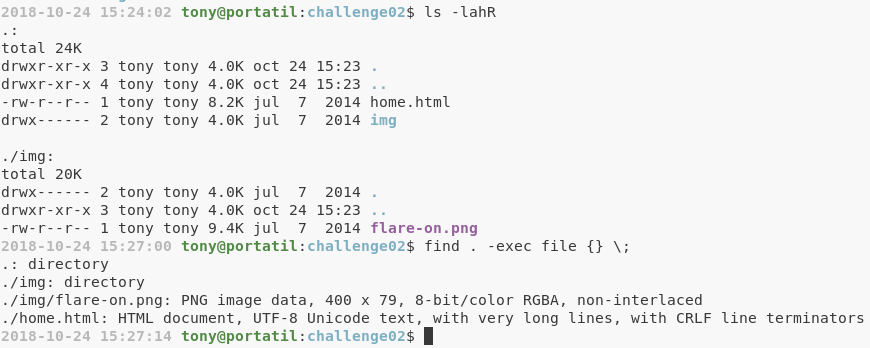 2018-10-24 15:24:02 tony@portatil:challenge02$ ls -lahR
.:
total 24K
drwxr-xr-x 3 tony tony 4.0K oct 24 15:23 .
drwxr-xr-x 4 tony tony 4.0K oct 24 15:23 ..
-rw-r--r-- 1 tony tony 8.2K jul  7  2014 home.html
drwx------ 2 tony tony 4.0K jul  7  2014 img
./img:
total 20K
drwx------ 2 tony tony 4.0K jul  7  2014 .
drwxr-xr-x 3 tony tony 4.0K oct 24 15:23 ..
-rw-r--r-- 1 tony tony 9.4K jul  7  2014 flare-on.png
2018-10-24 15:27:00 tony@portatil:challenge02$ find . -exec file {} \;
.: directory
./img: directory
./img/flare-on.png: PNG image data, 400 x 79, 8-bit/color RGBA, non-interlaced
./home.html: HTML document, UTF-8 Unicode text, with very long lines, with CRLF line terminators
2018-10-24 15:27:14 tony@portatil:challenge02$